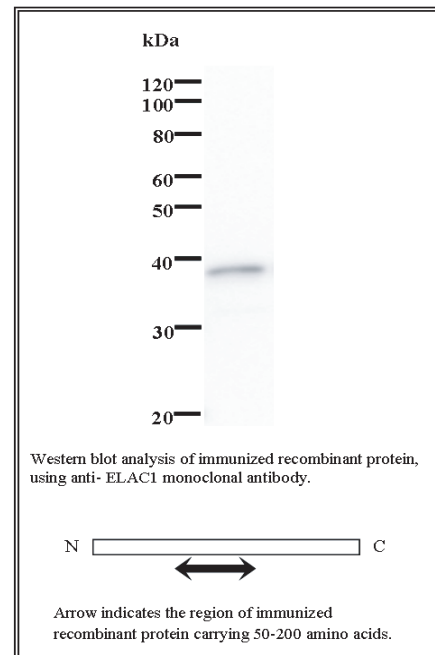 kDa
120
100
80
60
50
40
30
20
Western blot analysis of immunized recombinant protein,
using anti- ELAC1 monoclonal antibody.
N C
Arrow indicates the region of immunized
recombinant protein carrying 50-200 amino acids.